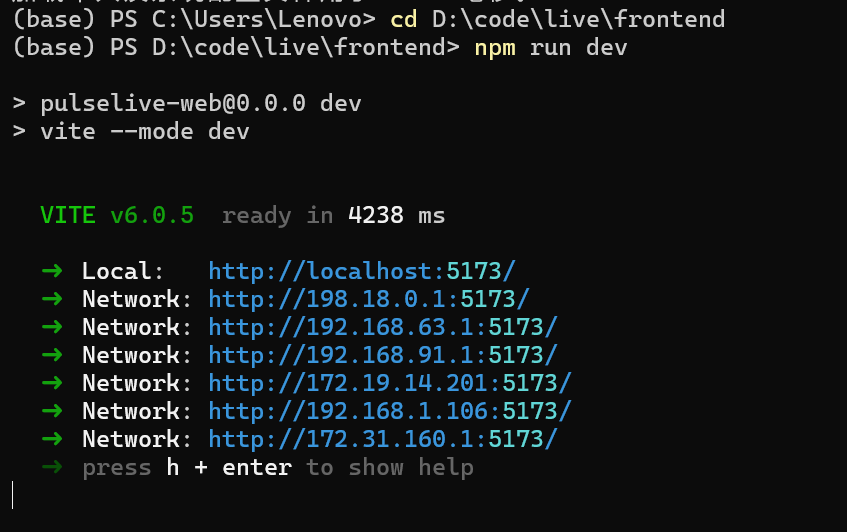 (base) PS C:\Users\Lenovo> cd D:\code\live\frontend
(base) PS D:\code\live\frontend> npm run dev
> pulselive-web@0.0.0 dev
> vite --mode dev
VITE v6.0.5 ready in 4238 ms
➜ Local: http://localhost:5173/
➜ Network: http://198.18.0.1:5173/
➜ Network: http://192.168.63.1:5173/
➜ Network: http://192.168.91.1:5173/
➜ Network: http://172.19.14.201:5173/
➜ Network: http://192.168.1.106:5173/
➜ Network: http://172.31.160.1:5173/
➜ press h + enter to show help